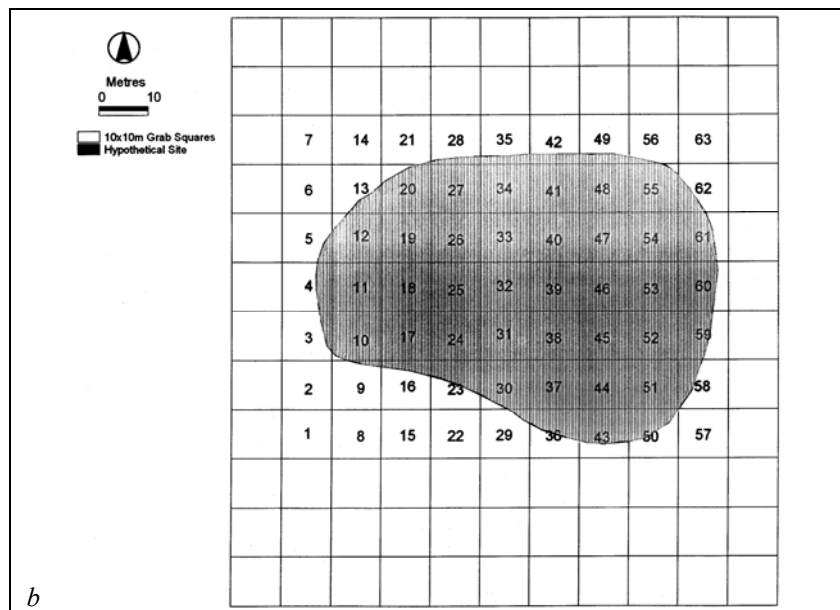 Metres
0 10
10x10m Grab Squares
Hypothetical Site
7 14 21 28 35 42 49 56 63
6 13 20 27 34 41 48 55 62
5 12 19 26 33 40 47 54 61
4 11 18 25 32 39 46 53 60
3 10 17 24 31 38 45 52 59
2 9 16 23 30 37 44 51 58
1 8 15 22 29 36 43 50 57
b